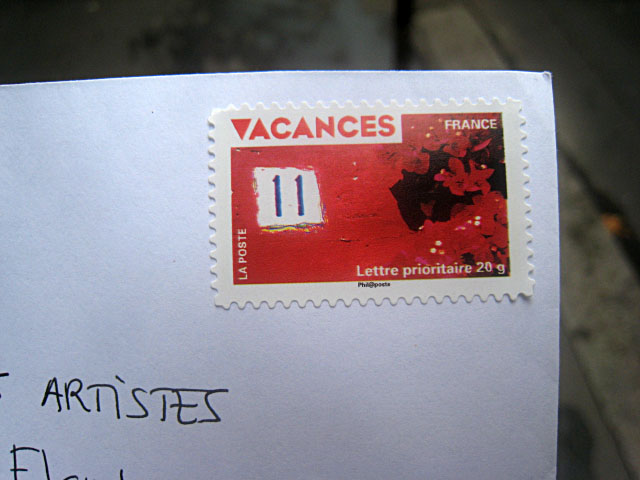 VACANCES
FRANCE
11
LA POSTE
Lettre prioritaire 20 g
Phil@poste
ARTISTES